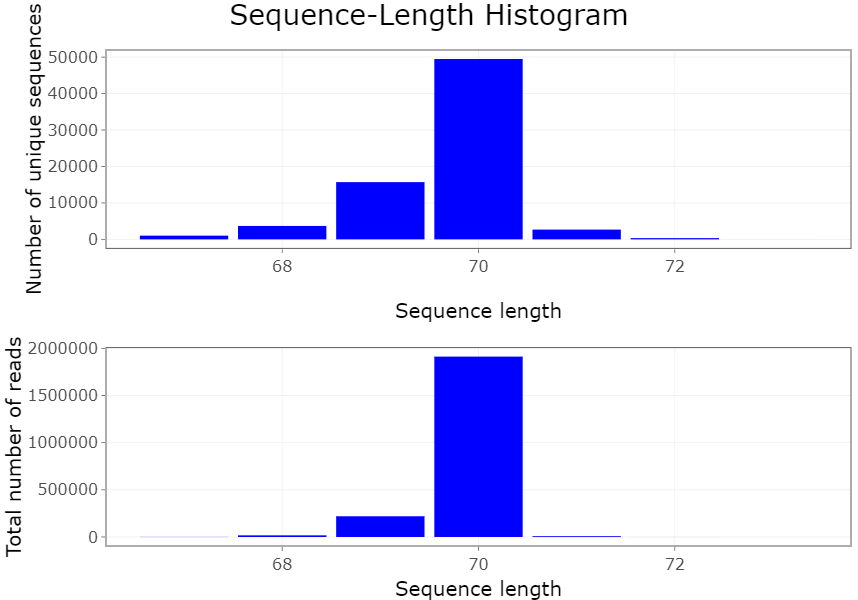 Sequence-Length Histogram
Number of unique sequences
50000
40000
30000
20000
10000
0
68 70 72
Sequence length
Total number of reads
2000000
1500000
1000000
500000
0
68 70 72
Sequence length